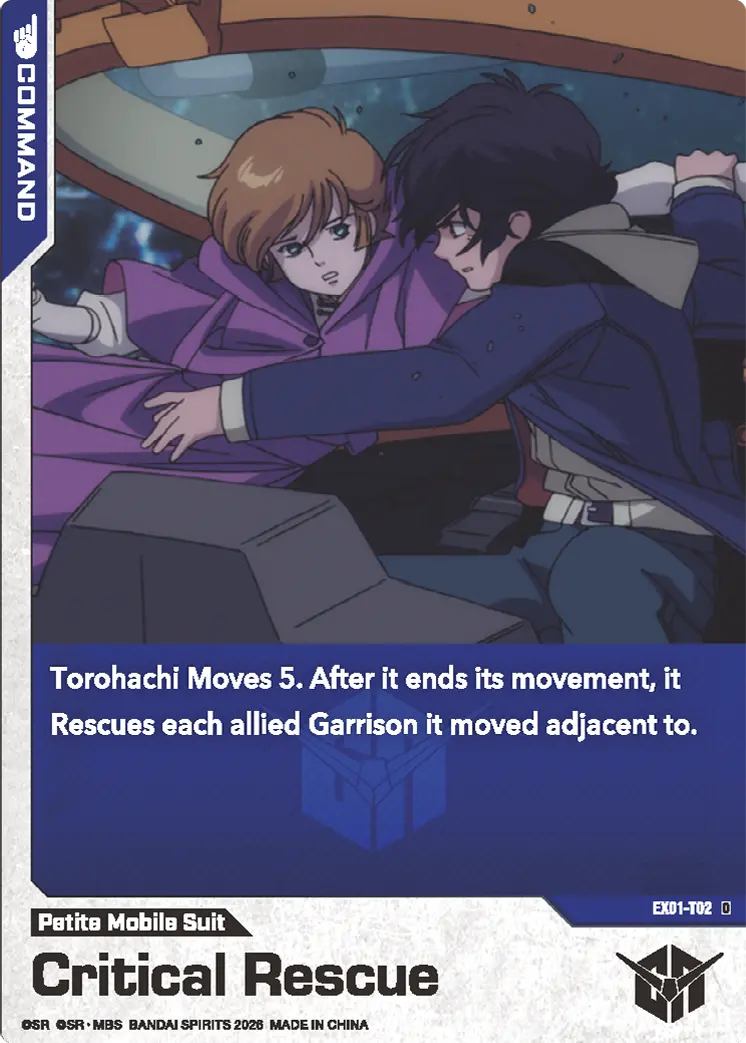 COMMAND
Torohachi Moves 5. After it ends its movement, it
Rescues each allied Garrison it moved adjacent to.
EX01-T02 D
Petite Mobile Suit
Critical Rescue
©SR ©SR・MBS BANDAI SPIRITS 2026 MADE IN CHINA